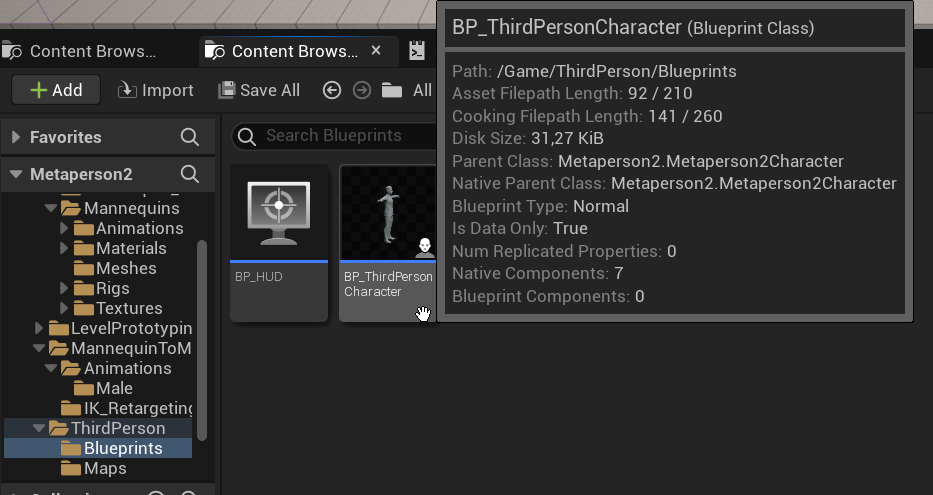 BP_ThirdPersonCharacter (Blueprint Class)
Content Brows...
Content Brows...
Path: /Game/ThirdPerson/Blueprints
Asset Filepath Length: 92 / 210
Cooking Filepath Length: 141 / 260
Disk Size: 31,27 KiB
Parent Class: Metaperson2.Metaperson2Character
Native Parent Class: Metaperson2.Metaperson2Character
Blueprint Type: Normal
Is Data Only: True
Num Replicated Properties: 0
Native Components: 7
Blueprint Components: 0
Add
Import
Save All
All
Favorites
Search Blueprints
Metaperson2
Mannequins
Animations
Materials
Meshes
Rigs
Textures
LevelPrototypin
MannequinToM
Animations
Male
IK_Retargeting
ThirdPerson
Blueprints
Maps
BP_HUD
BP_ThirdPerson
Character